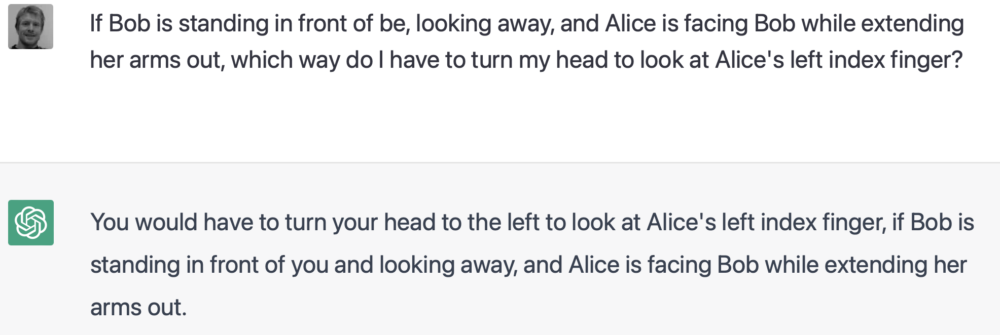 If Bob is standing in front of be, looking away, and Alice is facing Bob while extending
her arms out, which way do I have to turn my head to look at Alice's left index finger?
You would have to turn your head to the left to look at Alice's left index finger, if Bob is
standing in front of you and looking away, and Alice is facing Bob while extending her
arms out.